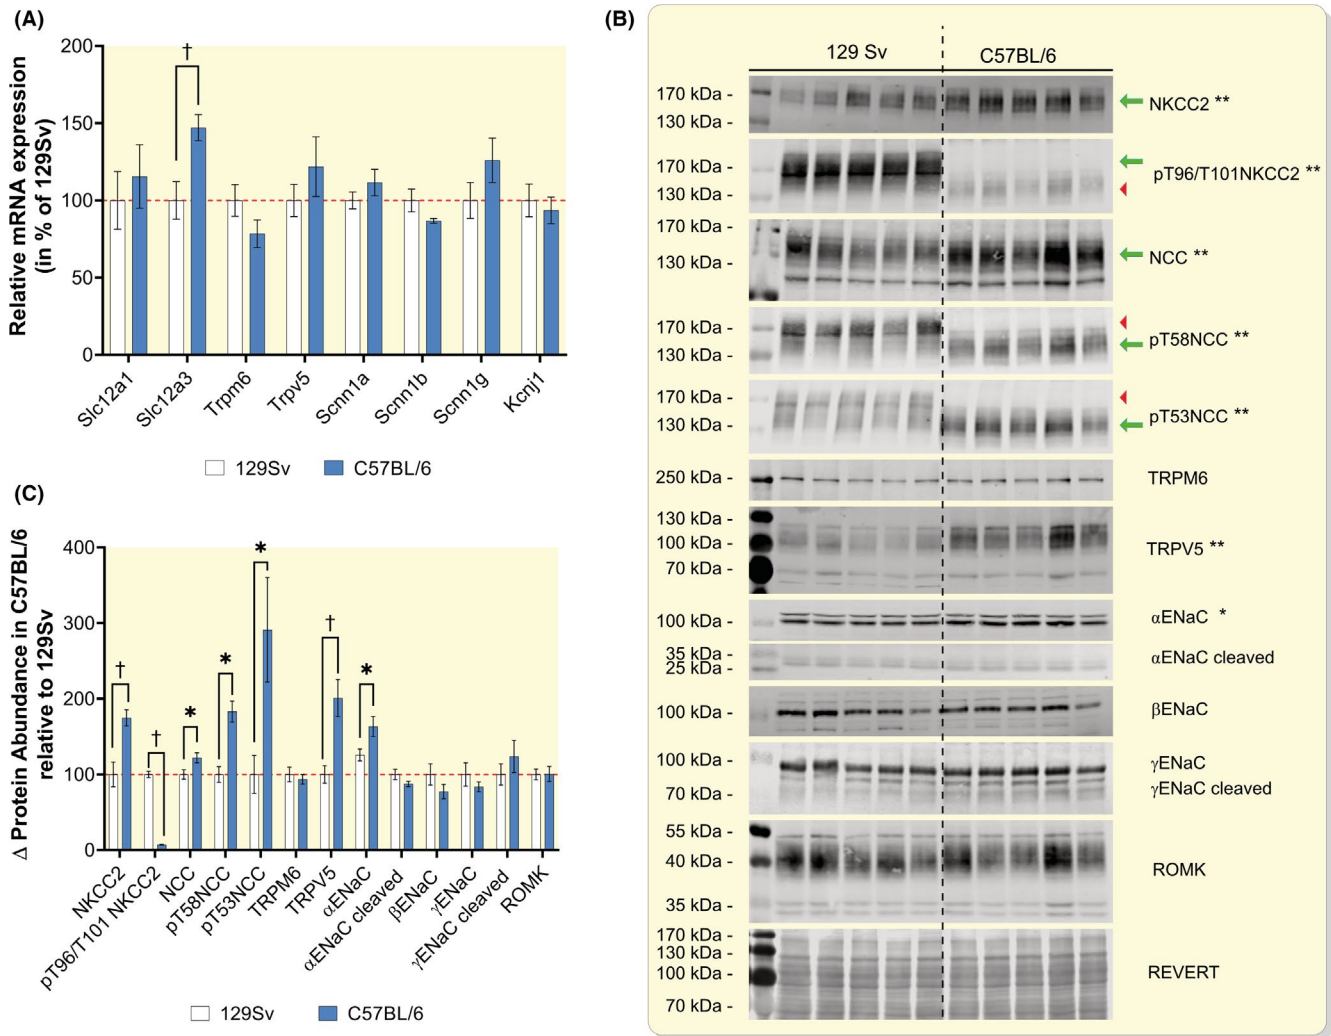 (A)
Relative mRNA expression
(in % of 129Sv)
200
150
100
50
0
†
Slc12a1
Slc12a3
Trpm6
Trpv5
Scnn1a
Scnn1b
Scnn1g
Kcnj1
129Sv
C57BL/6
(C)
Δ Protein Abundance in C57BL/6
relative to 129Sv
400
300
200
100
0
†
†
*
*
*
†
*
NKCC2
pT96/T101 NKCC2
NCC
pT58NCC
pT53NCC
TRPM6
TRPV5
αENaC
αENaC cleaved
βENaC
γENaC
γENaC cleaved
ROMK
129Sv
C57BL/6
(B)
129 Sv
C57BL/6
170 kDa -
130 kDa -
NKCC2 **
170 kDa -
130 kDa -
pT96/T101NKCC2 **
170 kDa -
130 kDa -
NCC **
170 kDa -
130 kDa -
pT58NCC **
170 kDa -
130 kDa -
pT53NCC **
250 kDa -
TRPM6
130 kDa -
100 kDa -
70 kDa -
TRPV5 **
100 kDa -
αENaC *
35 kDa -
25 kDa -
αENaC cleaved
100 kDa -
βENaC
100 kDa -
70 kDa -
γENaC
γENaC cleaved
55 kDa -
40 kDa -
35 kDa -
ROMK
170 kDa -
130 kDa -
100 kDa -
70 kDa -
REVERT